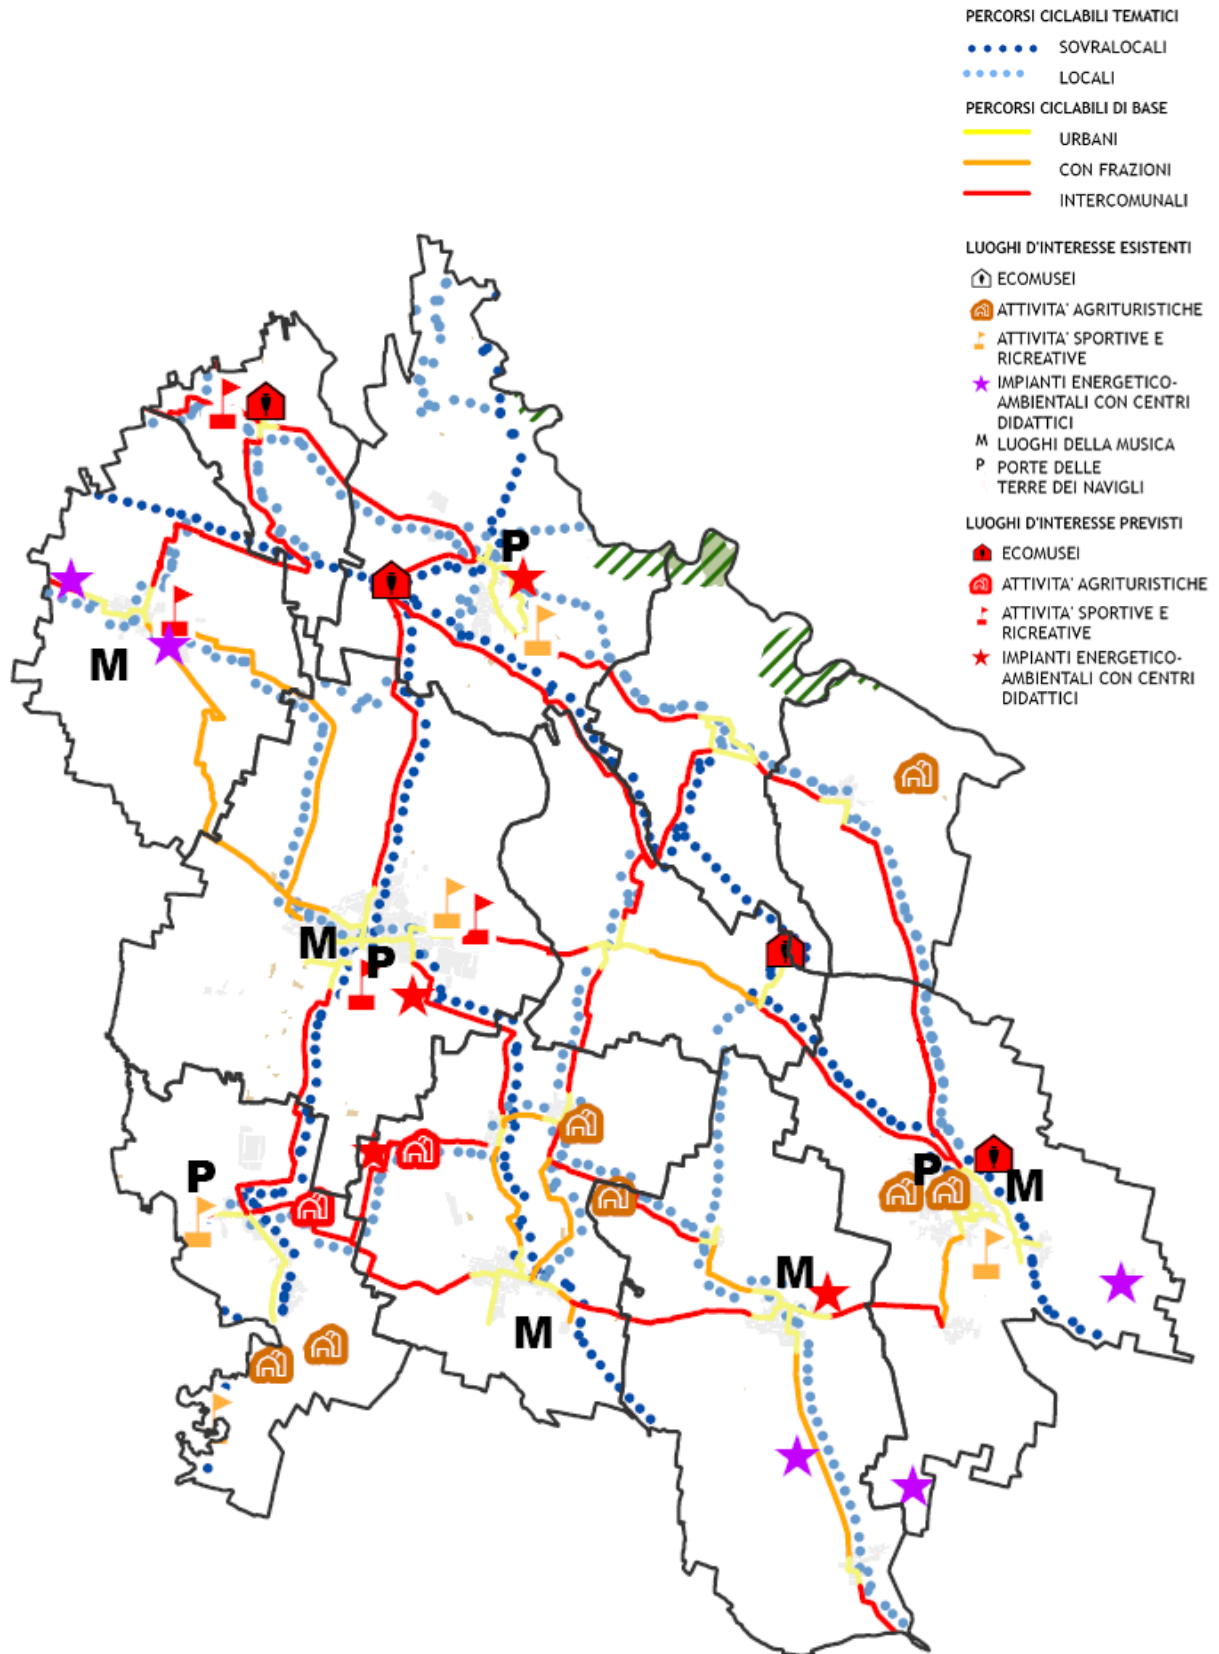 PERCORSI CICLABILI TEMATICI
SOVRALOCALI
LOCALI
PERCORSI CICLABILI DI BASE
URBANI
CON FRAZIONI
INTERCOMUNALI
LUOGHI D'INTERESSE ESISTENTI
ECOMUSEI
ATTIVITA' AGRITURISTICHE
ATTIVITA' SPORTIVE E
RICREATIVE
IMPIANTI ENERGETICO-
AMBIENTALI CON CENTRI
DIDATTICI
M LUOGHI DELLA MUSICA
P PORTE DELLE
TERRE DEI NAVIGLI
LUOGHI D'INTERESSE PREVISTI
ECOMUSEI
ATTIVITA' AGRITURISTICHE
ATTIVITA' SPORTIVE E
RICREATIVE
IMPIANTI ENERGETICO-
AMBIENTALI CON CENTRI
DIDATTICI
P
M
M
P
P
P
M
M
M